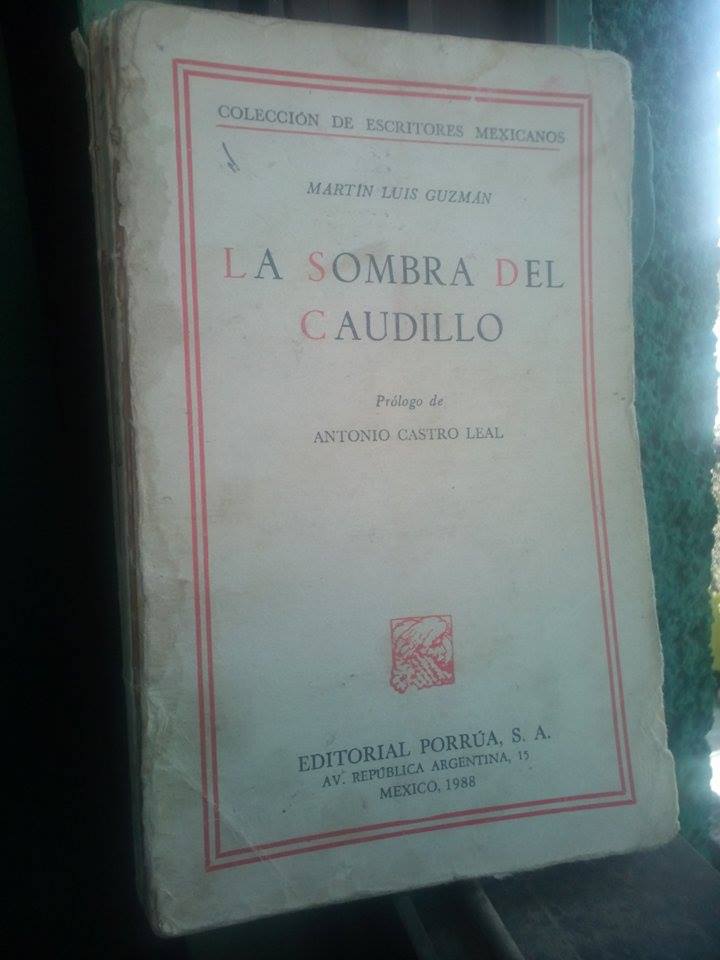 COLECCIÓN DE ESCRITORES MEXICANOS
MARTÍN LUIS GUZMÁN
LA SOMBRA DEL
CAUDILLO
Prólogo de
ANTONIO CASTRO LEAL
EDITORIAL PORRÚA, S. A.
AV. REPÚBLICA ARGENTINA, 15
MEXICO, 1988